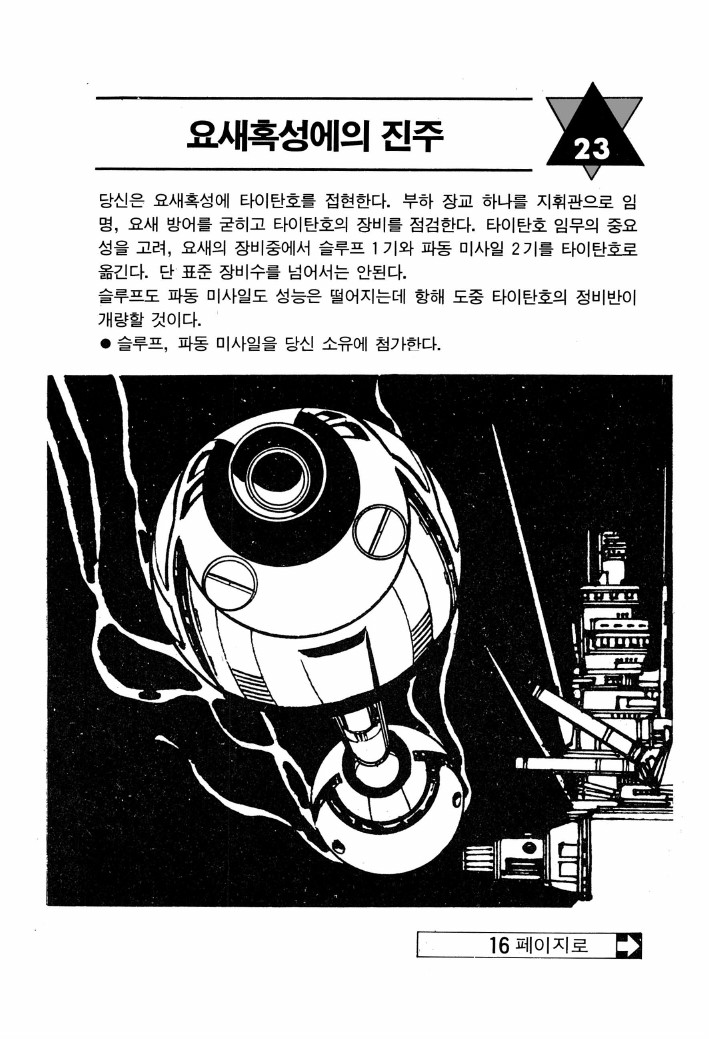 요새혹성에의 진주
23
당신은 요새혹성에 타이탄호를 접현한다. 부하 장교 하나를 지휘관으로 임
명, 요새 방어를 굳히고 타이탄호의 장비를 점검한다. 타이탄호 임무의 중요
성을 고려, 요새의 장비중에서 슬루프 1기와 파동 미사일 2기를 타이탄호로
옮긴다. 단 표준 장비수를 넘어서는 안된다.
슬루프도 파동 미사일도 성능은 떨어지는데 항해 도중 타이탄호의 정비반이
개량할 것이다.
● 슬루프, 파동 미사일을 당신 소유에 첨가한다.
16 페이지로